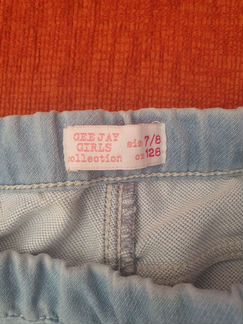 GEE JAY
GIRLS
collection
size 7/8
cm 128